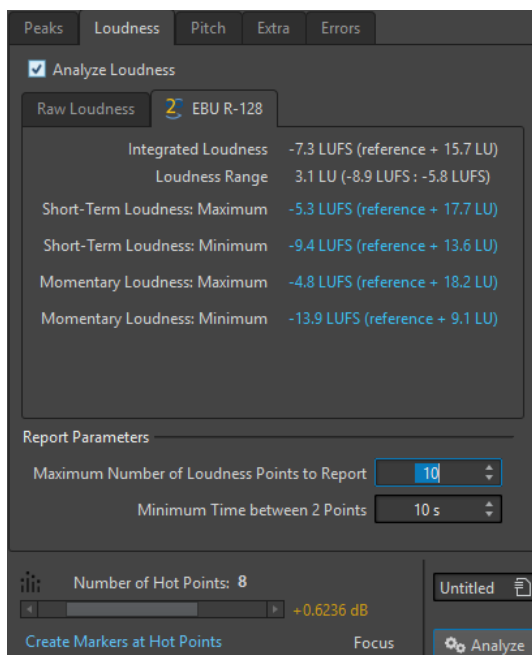 Peaks Loudness Pitch Extra Errors
Analyze Loudness
Raw Loudness 2 EBU R-128
Integrated Loudness -7.3 LUFS (reference + 15.7 LU)
Loudness Range 3.1 LU (-8.9 LUFS : -5.8 LUFS)
Short-Term Loudness: Maximum -5.3 LUFS (reference + 17.7 LU)
Short-Term Loudness: Minimum -9.4 LUFS (reference + 13.6 LU)
Momentary Loudness: Maximum -4.8 LUFS (reference + 18.2 LU)
Momentary Loudness: Minimum -13.9 LUFS (reference + 9.1 LU)
Report Parameters
Maximum Number of Loudness Points to Report 10
Minimum Time between 2 Points 10 s
Number of Hot Points: 8
Untitled
+0.6236 dB
Create Markers at Hot Points Focus Analyze